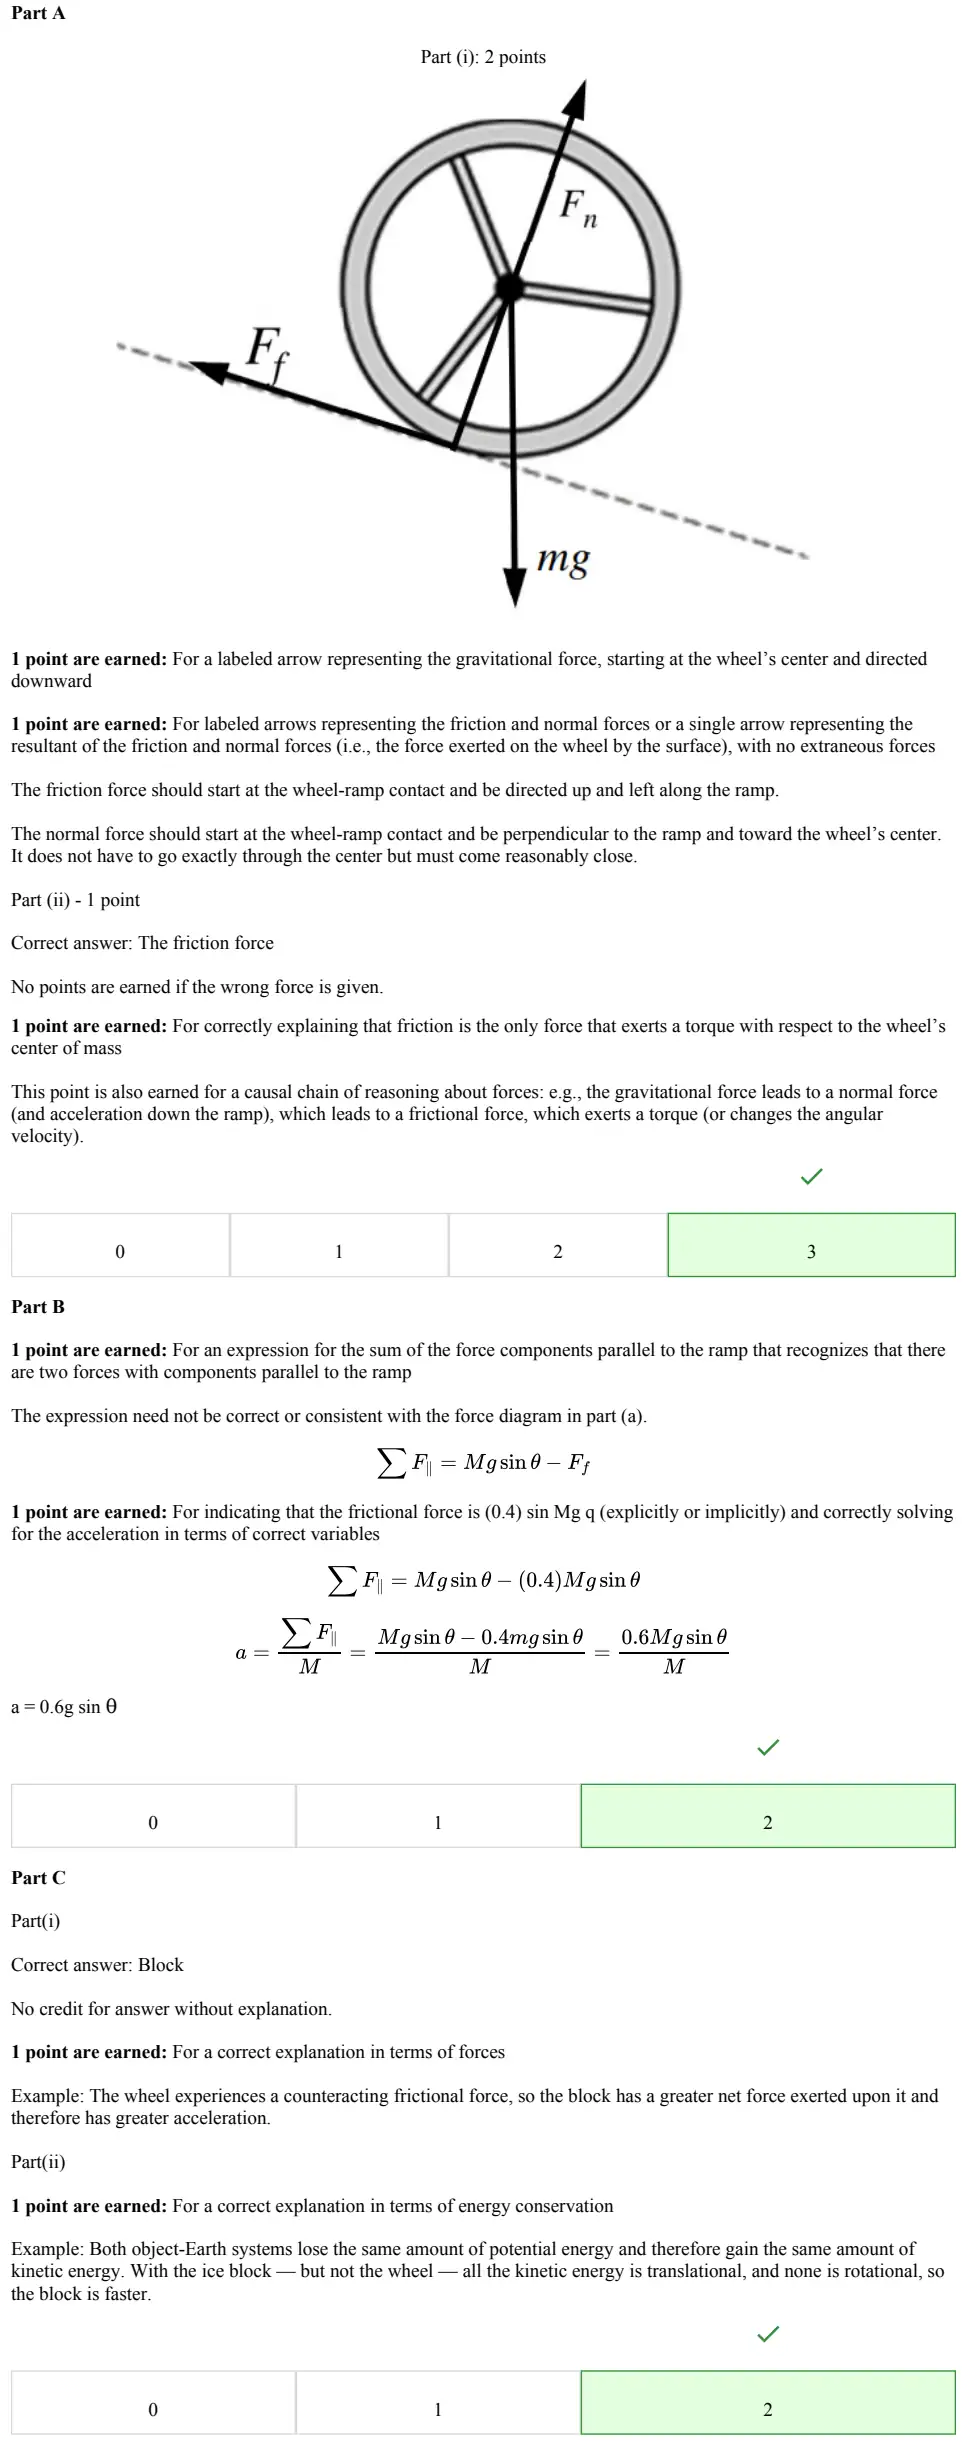 Part A
Part (i): 2 points
F_n
F_f
mg
1 point are earned: For a labeled arrow representing the gravitational force, starting at the wheel’s center and directed
downward
1 point are earned: For labeled arrows representing the friction and normal forces or a single arrow representing the
resultant of the friction and normal forces (i.e., the force exerted on the wheel by the surface), with no extraneous forces
The friction force should start at the wheel-ramp contact and be directed up and left along the ramp.
The normal force should start at the wheel-ramp contact and be perpendicular to the ramp and toward the wheel’s center.
It does not have to go exactly through the center but must come reasonably close.
Part (ii) - 1 point
Correct answer: The friction force
No points are earned if the wrong force is given.
1 point are earned: For correctly explaining that friction is the only force that exerts a torque with respect to the wheel’s
center of mass
This point is also earned for a causal chain of reasoning about forces: e.g., the gravitational force leads to a normal force
(and acceleration down the ramp), which leads to a frictional force, which exerts a torque (or changes the angular
velocity).
0 1 2 3
Part B
1 point are earned: For an expression for the sum of the force components parallel to the ramp that recognizes that there
are two forces with components parallel to the ramp
The expression need not be correct or consistent with the force diagram in part (a).
∑ F_∥ = Mg sin θ − F_f
1 point are earned: For indicating that the frictional force is (0.4) sin Mg q (explicitly or implicitly) and correctly solving
for the acceleration in terms of correct variables
∑ F_∥ = Mg sin θ − (0.4)Mg sin θ
a = ∑ F_∥ / M = (Mg sin θ − 0.4mg sin θ) / M = 0.6Mg sin θ / M
a = 0.6g sin θ
0 1 2
Part C
Part(i)
Correct answer: Block
No credit for answer without explanation.
1 point are earned: For a correct explanation in terms of forces
Example: The wheel experiences a counteracting frictional force, so the block has a greater net force exerted upon it and
therefore has greater acceleration.
Part(ii)
1 point are earned: For a correct explanation in terms of energy conservation
Example: Both object-Earth systems lose the same amount of potential energy and therefore gain the same amount of
kinetic energy. With the ice block — but not the wheel — all the kinetic energy is translational, and none is rotational, so
the block is faster.
0 1 2